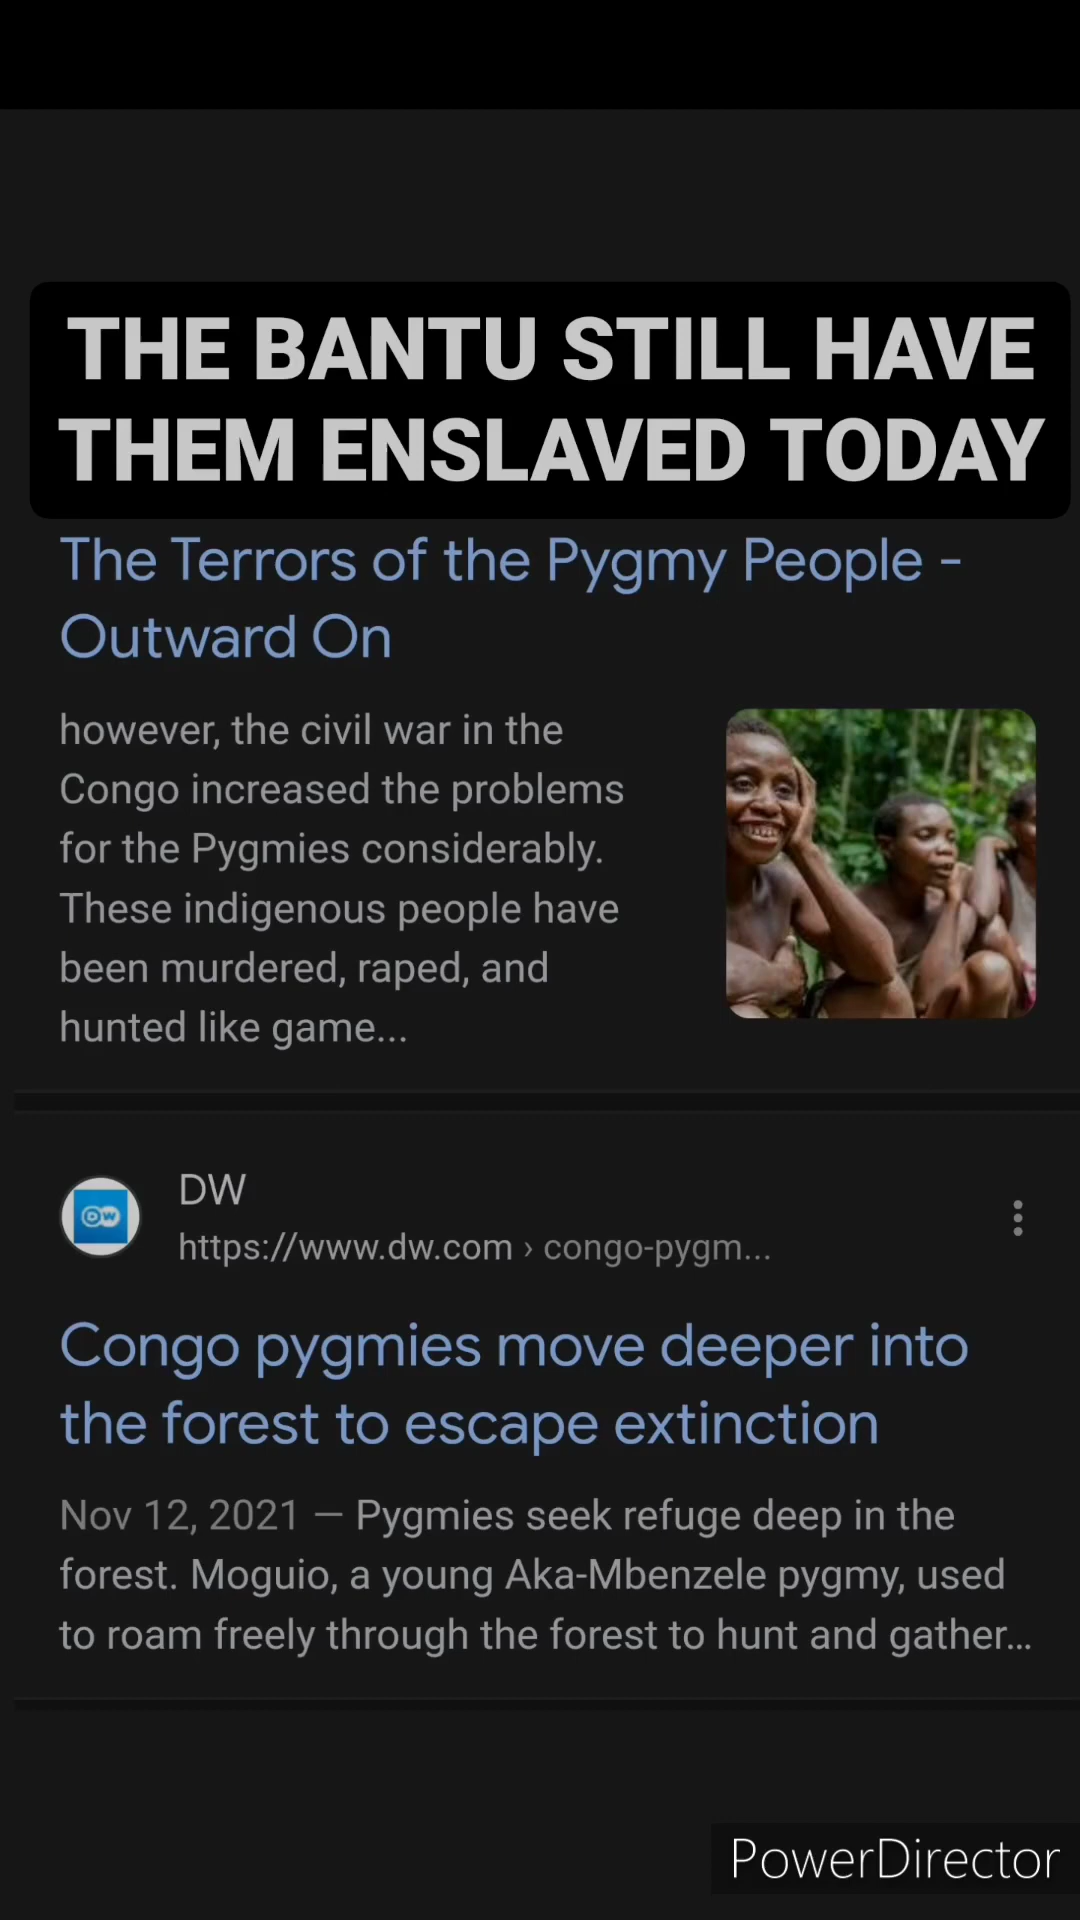 THE BANTU STILL HAVE
THEM ENSLAVED TODAY
The Terrors of the Pygmy People -
Outward On
however, the civil war in the
Congo increased the problems
for the Pygmies considerably.
These indigenous people have
been murdered, raped, and
hunted like game...
DW
DW
https://www.dw.com › congo-pygm...
Congo pygmies move deeper into
the forest to escape extinction
Nov 12, 2021 — Pygmies seek refuge deep in the
forest. Moguio, a young Aka-Mbenzele pygmy, used
to roam freely through the forest to hunt and gather...
PowerDirector